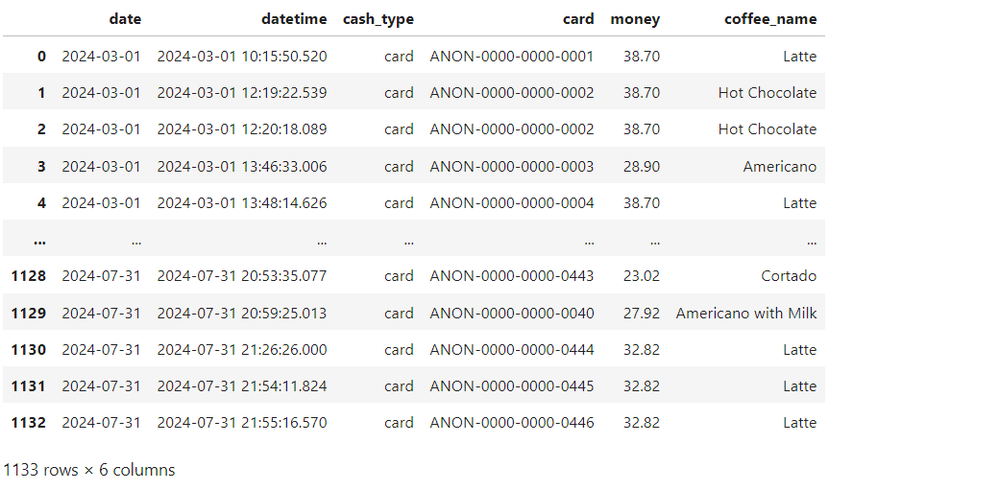 date datetime cash_type card money coffee_name
0 2024-03-01 2024-03-01 10:15:50.520 card ANON-0000-0000-0001 38.70 Latte
1 2024-03-01 2024-03-01 12:19:22.539 card ANON-0000-0000-0002 38.70 Hot Chocolate
2 2024-03-01 2024-03-01 12:20:18.089 card ANON-0000-0000-0002 38.70 Hot Chocolate
3 2024-03-01 2024-03-01 13:46:33.006 card ANON-0000-0000-0003 28.90 Americano
4 2024-03-01 2024-03-01 13:48:14.626 card ANON-0000-0000-0004 38.70 Latte
... ... ... ... ... ... ...
1128 2024-07-31 2024-07-31 20:53:35.077 card ANON-0000-0000-0443 23.02 Cortado
1129 2024-07-31 2024-07-31 20:59:25.013 card ANON-0000-0000-0040 27.92 Americano with Milk
1130 2024-07-31 2024-07-31 21:26:26.000 card ANON-0000-0000-0444 32.82 Latte
1131 2024-07-31 2024-07-31 21:54:11.824 card ANON-0000-0000-0445 32.82 Latte
1132 2024-07-31 2024-07-31 21:55:16.570 card ANON-0000-0000-0446 32.82 Latte
1133 rows × 6 columns